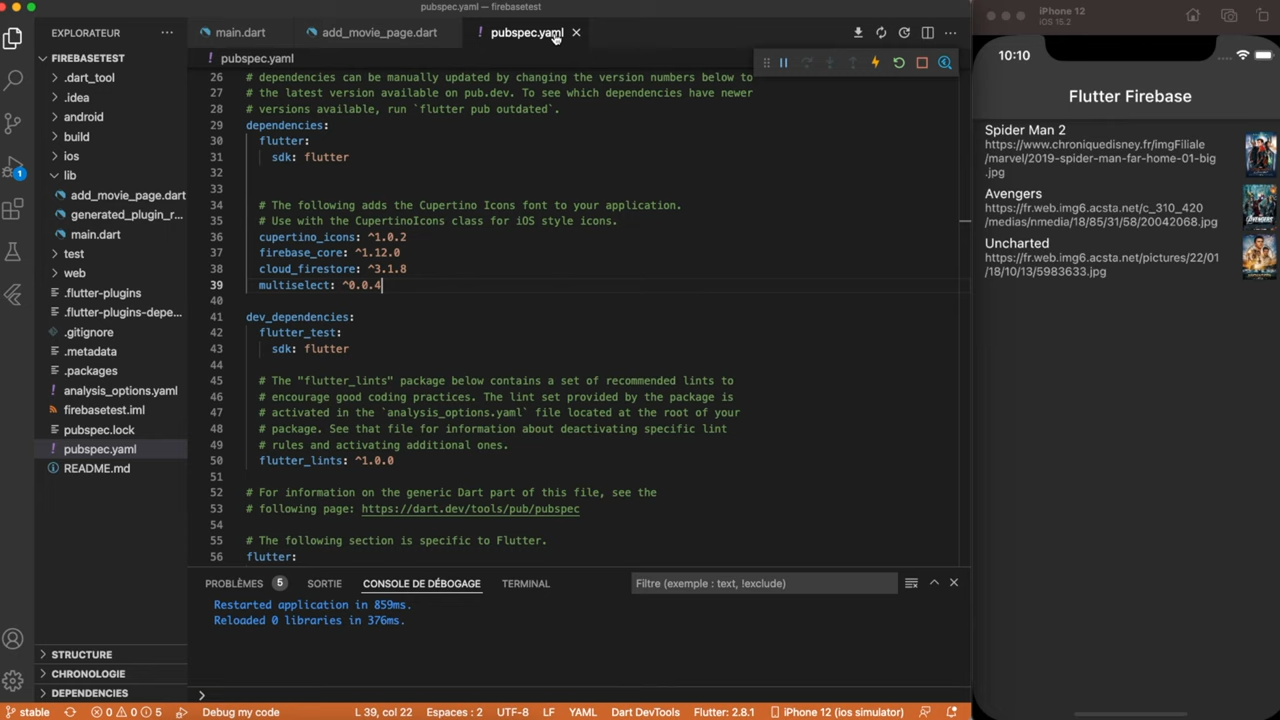 pubspec.yaml — firebasetest
EXPLORATEUR
FIREBASETEST
.dart_tool
.idea
android
build
ios
lib
add_movie_page.dart
generated_plugin_r...
main.dart
test
web
.flutter-plugins
.flutter-plugins-depe...
.gitignore
.metadata
.packages
analysis_options.yaml
firebasetest.iml
pubspec.lock
pubspec.yaml
README.md
STRUCTURE
CHRONOLOGIE
DEPENDENCIES
1
main.dart
add_movie_page.dart
! pubspec.yaml
! pubspec.yaml
26 # dependencies can be manually updated by changing the version numbers below to
27 # the latest version available on pub.dev. To see which dependencies have newer
28 # versions available, run `flutter pub outdated`.
29 dependencies:
30 flutter:
31 sdk: flutter
32
33
34 # The following adds the Cupertino Icons font to your application.
35 # Use with the CupertinoIcons class for iOS style icons.
36 cupertino_icons: ^1.0.2
37 firebase_core: ^1.12.0
38 cloud_firestore: ^3.1.8
39 multiselect: ^0.0.4
40
41 dev_dependencies:
42 flutter_test:
43 sdk: flutter
44
45 # The "flutter_lints" package below contains a set of recommended lints to
46 # encourage good coding practices. The lint set provided by the package is
47 # activated in the `analysis_options.yaml` file located at the root of your
48 # package. See that file for information about deactivating specific lint
49 # rules and activating additional ones.
50 flutter_lints: ^1.0.0
51
52 # For information on the generic Dart part of this file, see the
53 # following page: https://dart.dev/tools/pub/pubspec
54
55 # The following section is specific to Flutter.
56 flutter:
PROBLÈMES 5 SORTIE CONSOLE DE DÉBOGAGE TERMINAL
Filtre (exemple : text, !exclude)
Restarted application in 859ms.
Reloaded 0 libraries in 376ms.
stable 0 0 5 Debug my code L 39, col 22 Espaces : 2 UTF-8 LF YAML Dart DevTools Flutter: 2.8.1 iPhone 12 (ios simulator)
iPhone 12
iOS 15.2
10:10
Flutter Firebase
Spider Man 2
https://www.chroniquedisney.fr/imgFiliale
/marvel/2019-spider-man-far-home-01-big
.jpg
Avengers
https://fr.web.img6.acsta.net/c_310_420
/medias/nmedia/18/85/31/58/20042068.jpg
Uncharted
https://fr.web.img6.acsta.net/pictures/22/01
/18/10/13/5983633.jpg